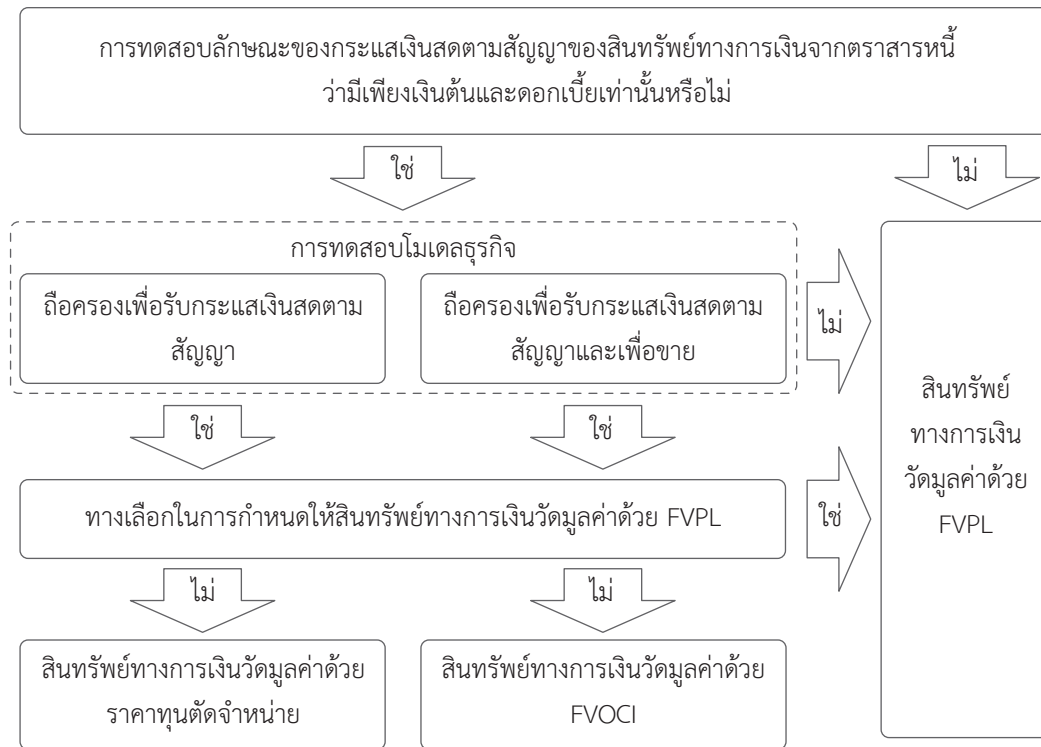 การทดสอบลักษณะของกระแสเงินสดตามสัญญาของสินทรัพย์ทางการเงินจากตราสารหนี้
ว่ามีเพียงเงินต้นและดอกเบี้ยเท่านั้นหรือไม่
ใช่
ไม่
การทดสอบโมเดลธุรกิจ
ถือครองเพื่อรับกระแสเงินสดตาม
สัญญา
ถือครองเพื่อรับกระแสเงินสดตาม
สัญญาและเพื่อขาย
ไม่
ใช่
ใช่
ทางเลือกในการกำหนดให้สินทรัพย์ทางการเงินวัดมูลค่าด้วย FVPL
ใช่
สินทรัพย์
ทางการเงิน
วัดมูลค่าด้วย
FVPL
ไม่
ไม่
สินทรัพย์ทางการเงินวัดมูลค่าด้วย
ราคาทุนตัดจำหน่าย
สินทรัพย์ทางการเงินวัดมูลค่าด้วย
FVOCI